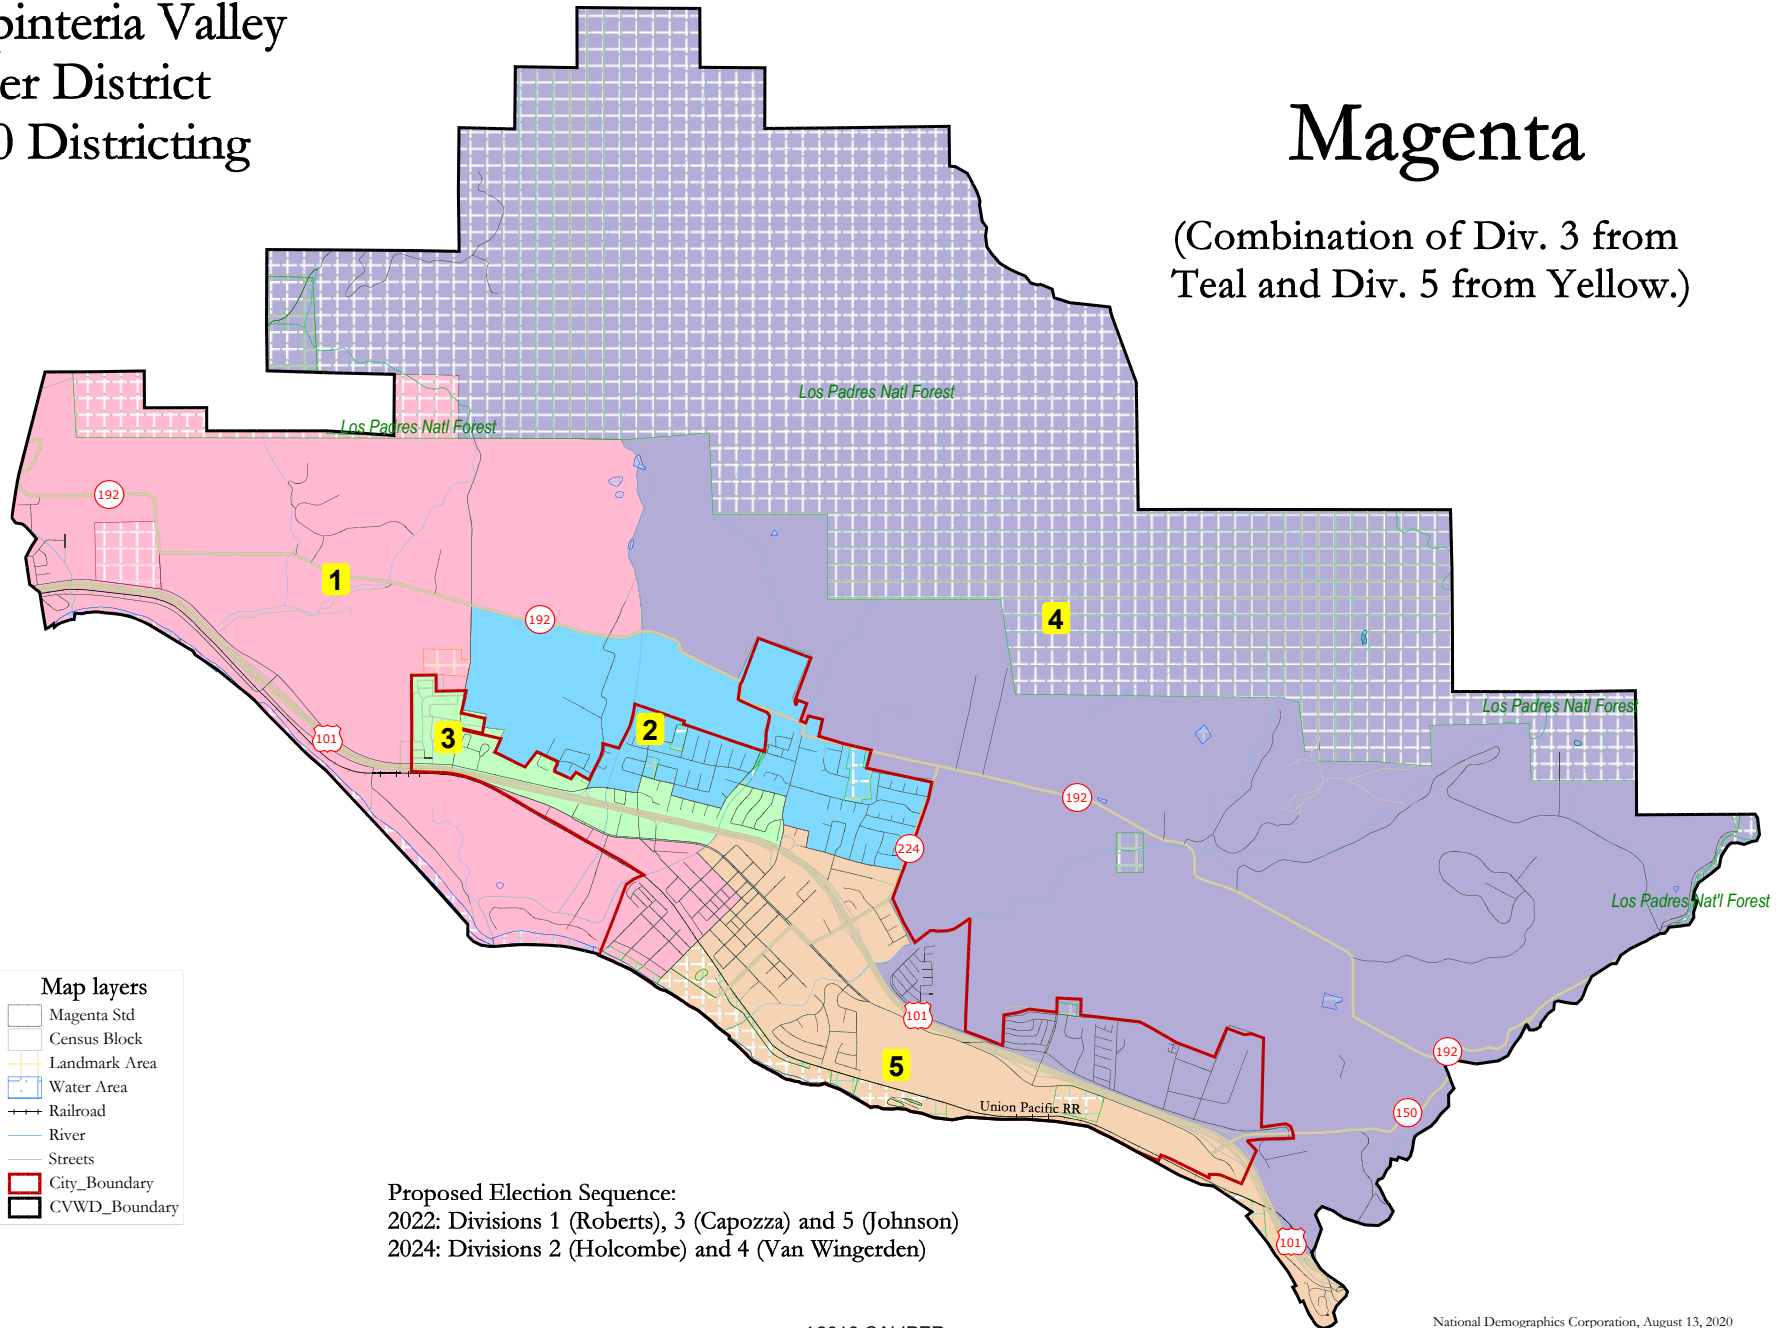 pinteria Valley
er District
0 Districting
Magenta
(Combination of Div. 3 from
Teal and Div. 5 from Yellow.)
Los Padres Natl Forest
Los Padres Natl Forest
192
1
4
192
Los Padres Natl Forest
2
3
101
192
224
Los Padres Nat'l Forest
101
192
5
Union Pacific RR
150
101
Map layers
Magenta Std
Census Block
Landmark Area
Water Area
Railroad
River
Streets
City_Boundary
CVWD_Boundary
Proposed Election Sequence:
2022: Divisions 1 (Roberts), 3 (Capozza) and 5 (Johnson)
2024: Divisions 2 (Holcombe) and 4 (Van Wingerden)
National Demographics Corporation, August 13, 2020